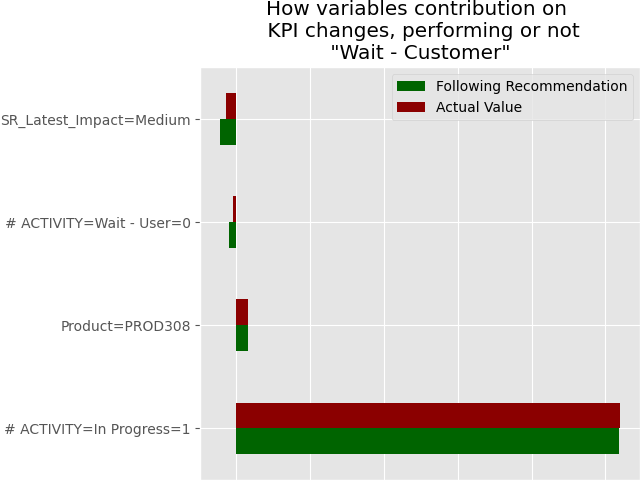 How variables contribution on
KPI changes, performing or not
"Wait - Customer"
Following Recommendation
Actual Value
SR_Latest_Impact=Medium
# ACTIVITY=Wait - User=0
Product=PROD308
# ACTIVITY=In Progress=1